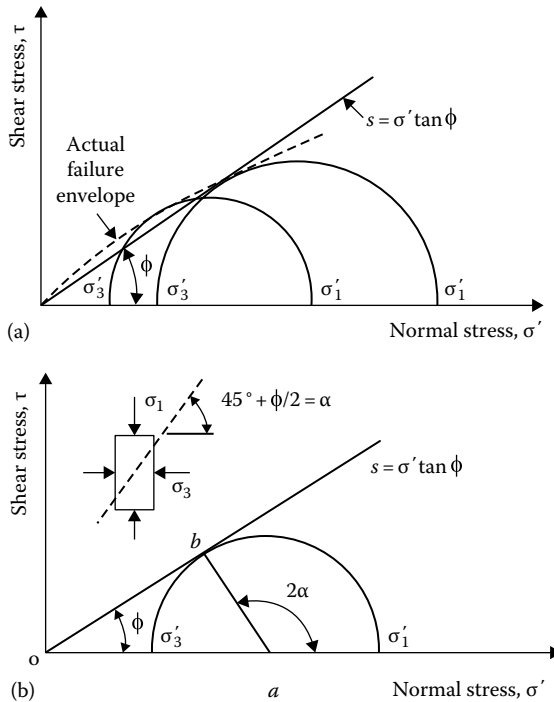 Shear stress, τ
s = σ′ tan ϕ
Actual
failure
envelope
ϕ
σ′3
σ′3
σ′1
σ′1
(a)
Normal stress, σ′
Shear stress, τ
σ1
45° + ϕ/2 = α
σ3
s = σ′ tan ϕ
b
2α
ϕ
σ′3
σ′1
o
(b)
a
Normal stress, σ′